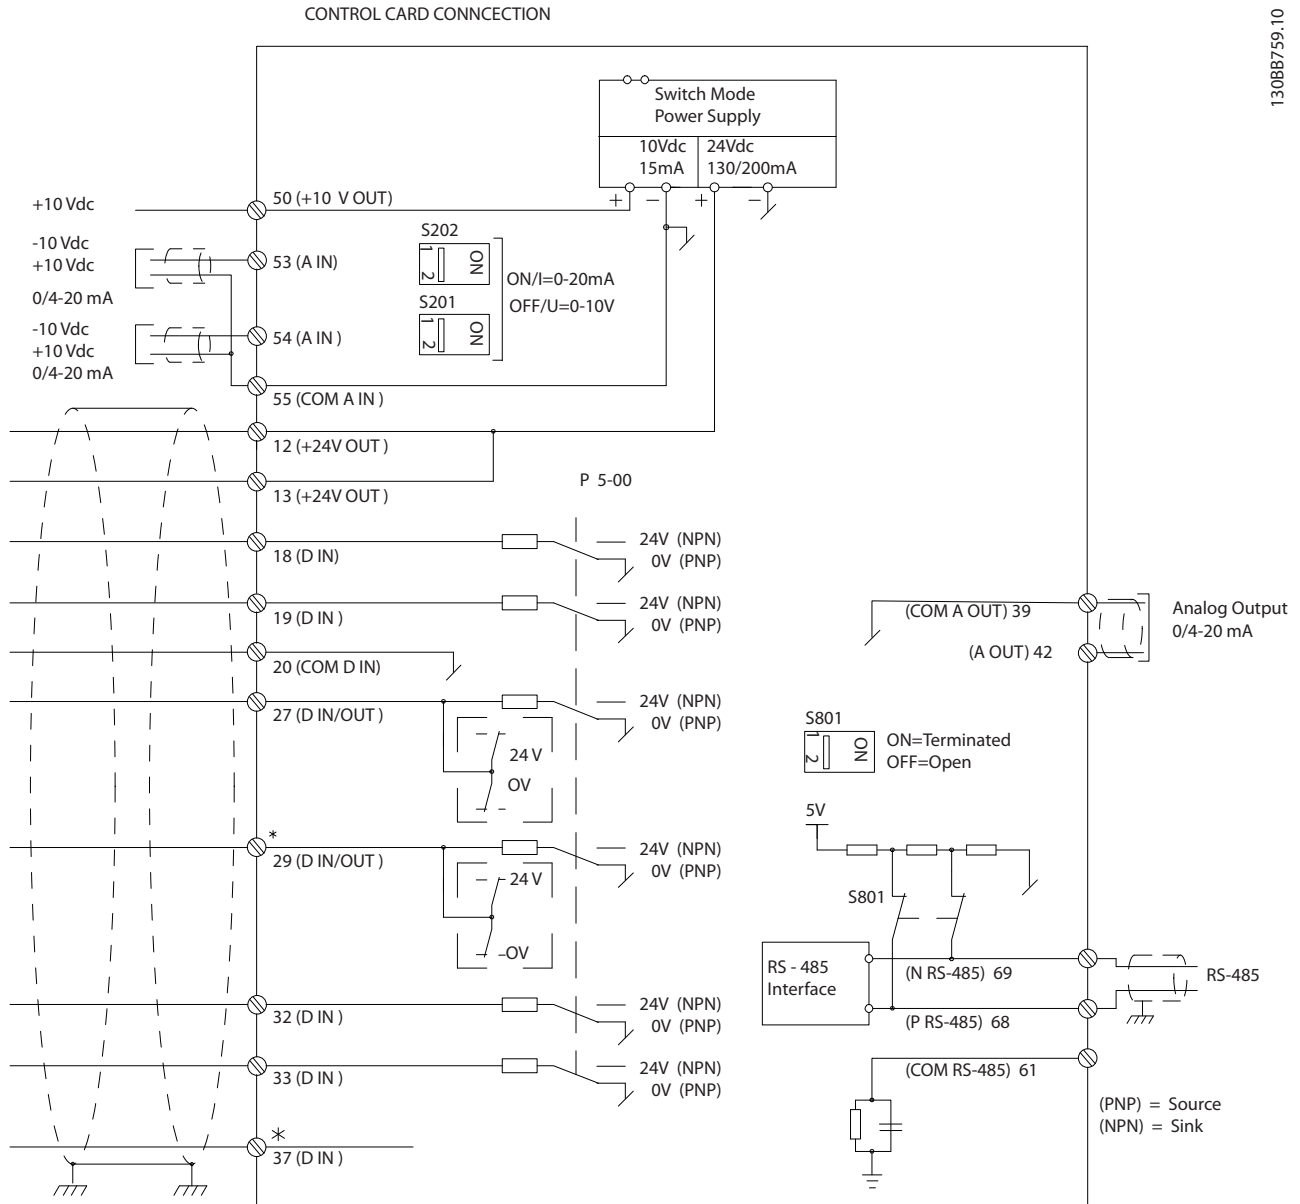 CONTROL CARD CONNCECTION
130BB759.10
Switch Mode
Power Supply
10Vdc
15mA
24Vdc
130/200mA
+ − + −
+10 Vdc
50 (+10 V OUT)
-10 Vdc
+10 Vdc
0/4-20 mA
53 (A IN)
S202
1 2 ON
ON/I=0-20mA
OFF/U=0-10V
S201
1 2 ON
-10 Vdc
+10 Vdc
0/4-20 mA
54 (A IN )
55 (COM A IN )
12 (+24V OUT )
13 (+24V OUT )
P 5-00
18 (D IN)
24V (NPN)
0V (PNP)
19 (D IN )
24V (NPN)
0V (PNP)
20 (COM D IN)
27 (D IN/OUT )
24V (NPN)
0V (PNP)
24 V
OV
*
29 (D IN/OUT )
24V (NPN)
0V (PNP)
24 V
OV
32 (D IN )
24V (NPN)
0V (PNP)
33 (D IN )
24V (NPN)
0V (PNP)
*
37 (D IN )
(COM A OUT) 39
(A OUT) 42
Analog Output
0/4-20 mA
S801
1 2 ON
ON=Terminated
OFF=Open
5V
S801
RS - 485
Interface
(N RS-485) 69
(P RS-485) 68
RS-485
(COM RS-485) 61
(PNP) = Source
(NPN) = Sink